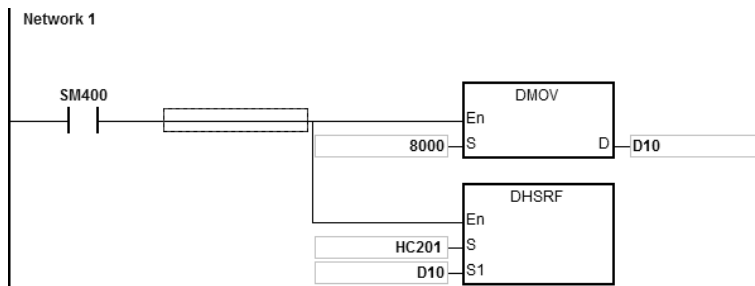 Network 1
SM400
DMOV
En
8000 S D D10
DHSRF
En
HC201 S
D10 S1